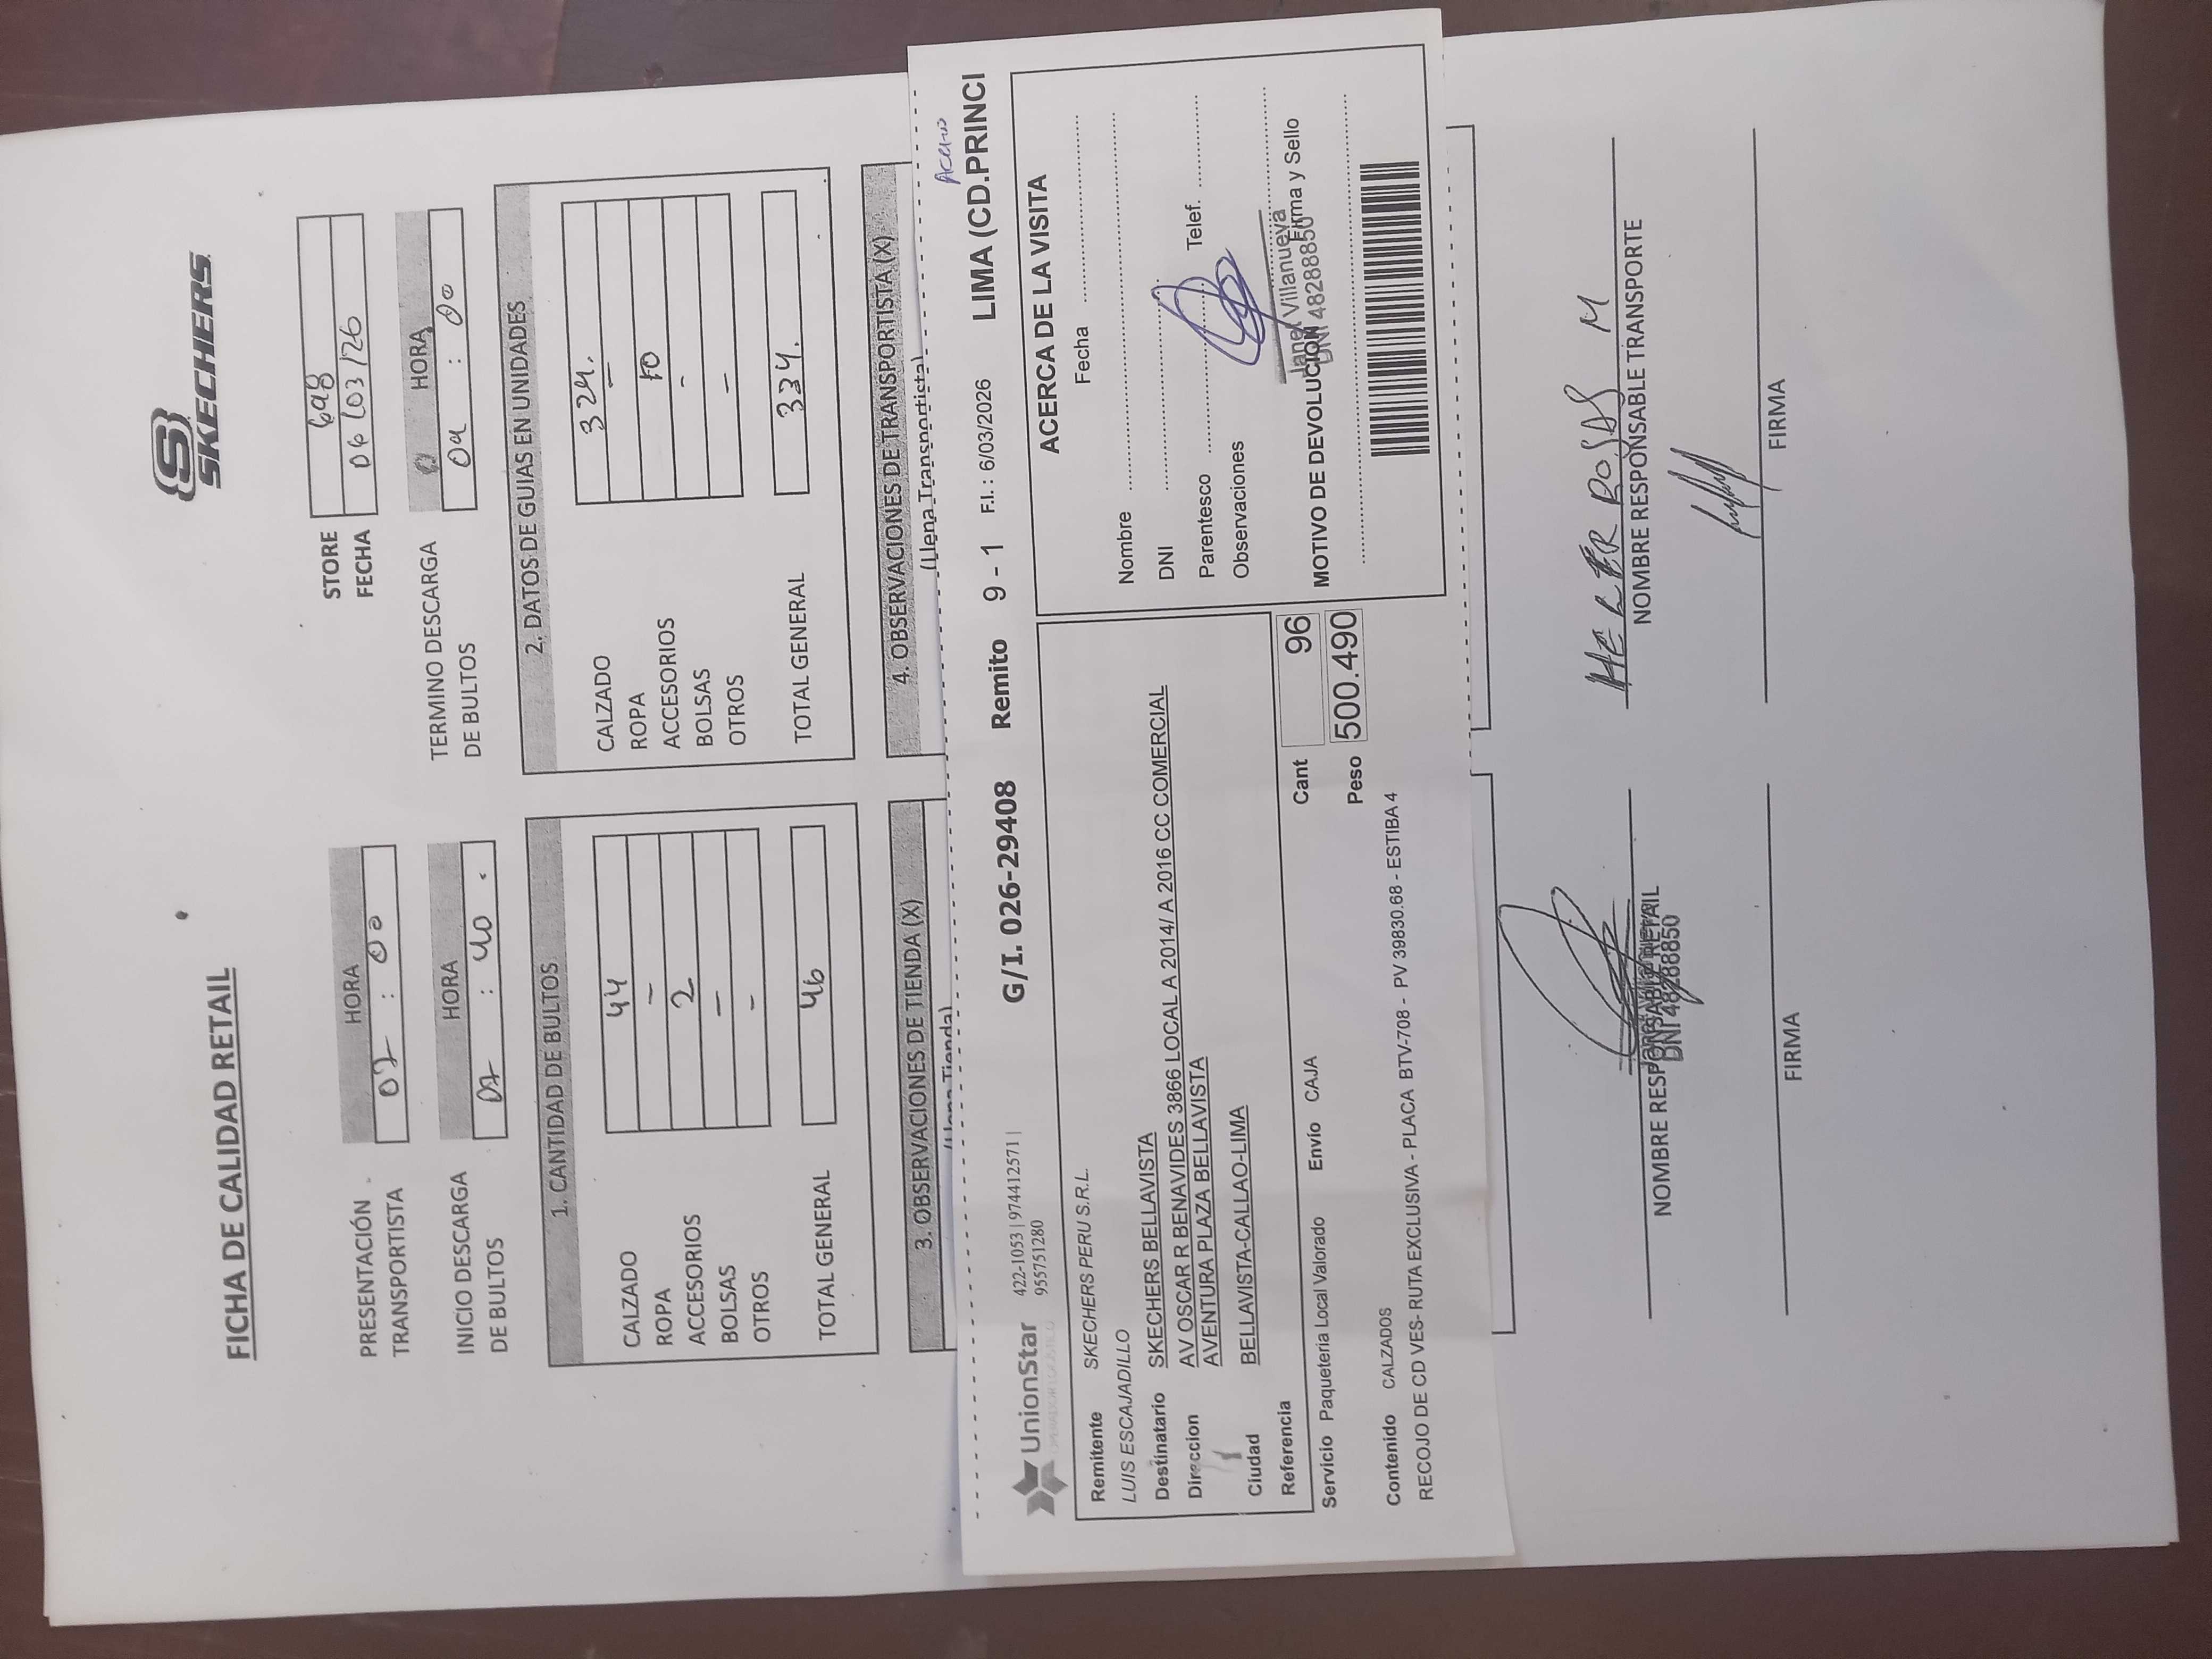 SKECHERS
FICHA DE CALIDAD RETAIL
STORE 698
FECHA 06/03/26
PRESENTACIÓN TRANSPORTISTA
HORA
07 : 00
INICIO DESCARGA DE BULTOS
HORA
07 : 40
TERMINO DESCARGA DE BULTOS
HORA
: 00
1. CANTIDAD DE BULTOS
CALZADO 44
ROPA -
ACCESORIOS 2
BOLSAS -
OTROS -
TOTAL GENERAL 46
2. DATOS DE GUIAS EN UNIDADES
CALZADO 324.
ROPA -
ACCESORIOS 10
BOLSAS -
OTROS -
TOTAL GENERAL 334.
3. OBSERVACIONES DE TIENDA (X)
(Llena Tienda)
4. OBSERVACIONES DE TRANSPORTISTA (X)
(Llena Transportista)
UnionStar
422-1053 | 974412571 |
955751280
G/I. 026-29408 Remito 9 - 1 F.I. : 6/03/2026 LIMA (CD.PRINCI
Remitente SKECHERS PERU S.R.L.
LUIS ESCAJADILLO
Destinatario SKECHERS BELLAVISTA
Direccion AV OSCAR R BENAVIDES 3866 LOCAL A 2014/ A 2016 CC COMERCIAL
AVENTURA PLAZA BELLAVISTA
Ciudad BELLAVISTA-CALLAO-LIMA
Referencia
Servicio Paqueteria Local Valorado Envío CAJA
Cant 96
Peso 500.490
Contenido CALZADOS
RECOJO DE CD VES- RUTA EXCLUSIVA - PLACA BTV-708 - PV 39830.68 - ESTIBA 4
ACERCA DE LA VISITA
Fecha
Nombre
DNI
Parentesco Telef.
Observaciones
Janet Villanueva
DNI 48288850
Firma y Sello
MOTIVO DE DEVOLUCION
DNI 48288850
NOMBRE RESPONSABLE RETAIL
FIRMA
HEBER ROSAS M
NOMBRE RESPONSABLE TRANSPORTE
FIRMA